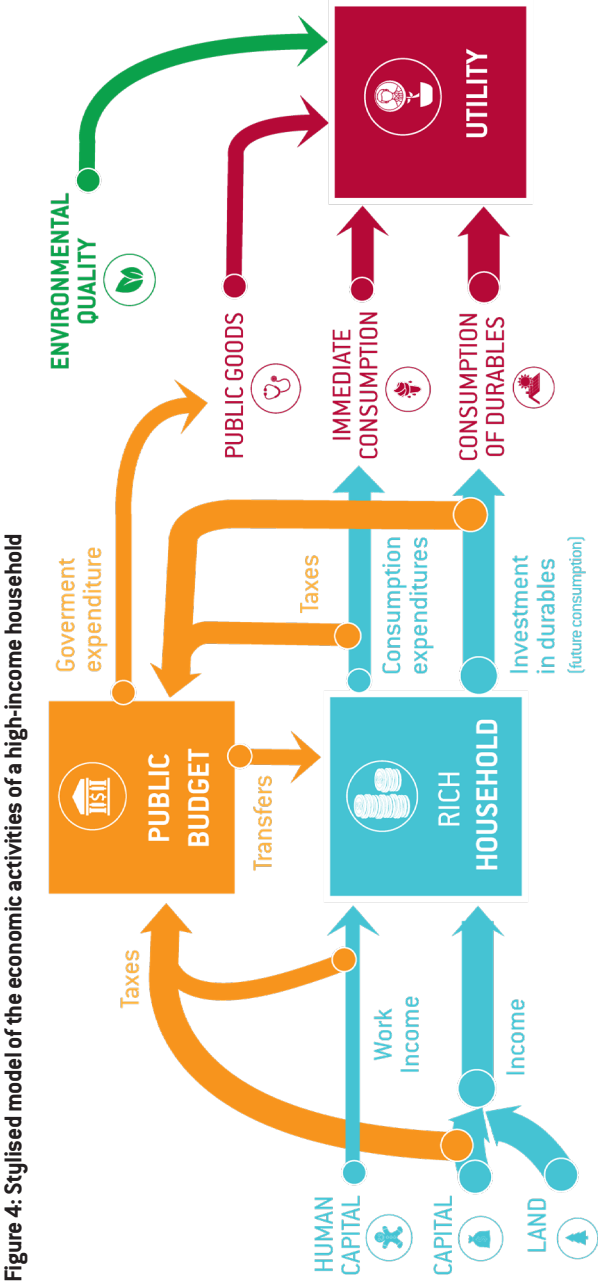 Figure 4: Stylised model of the economic activities of a high-income household
ENVIRONMENTAL
QUALITY
Taxes
PUBLIC
BUDGET
Goverment
expenditure
PUBLIC GOODS
Transfers
Taxes
HUMAN
CAPITAL
Work
Income
RICH
HOUSEHOLD
Consumption
expenditures
IMMEDIATE
CONSUMPTION
UTILITY
CAPITAL
Income
Investment
in durables
(future consumption)
CONSUMPTION
OF DURABLES
LAND